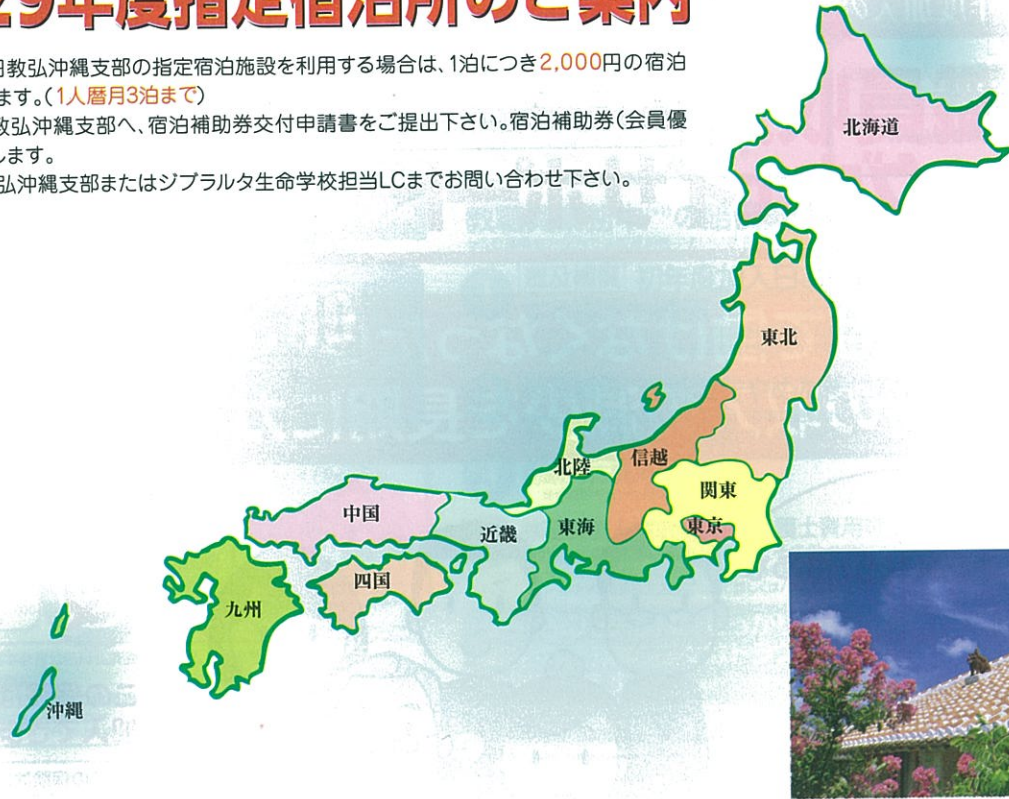 29年度指定宿泊所のご案内
日教弘沖縄支部の指定宿泊施設を利用する場合は、1泊につき2,000円の宿泊
ます。(1人暦月3泊まで)
教弘沖縄支部へ、宿泊補助券交付申請書をご提出下さい。宿泊補助券(会員優
します。
弘沖縄支部またはジブラルタ生命学校担当LCまでお問い合わせ下さい。
北海道
東北
北陸
信越
関東
東京
中国
近畿
東海
四国
九州
沖縄